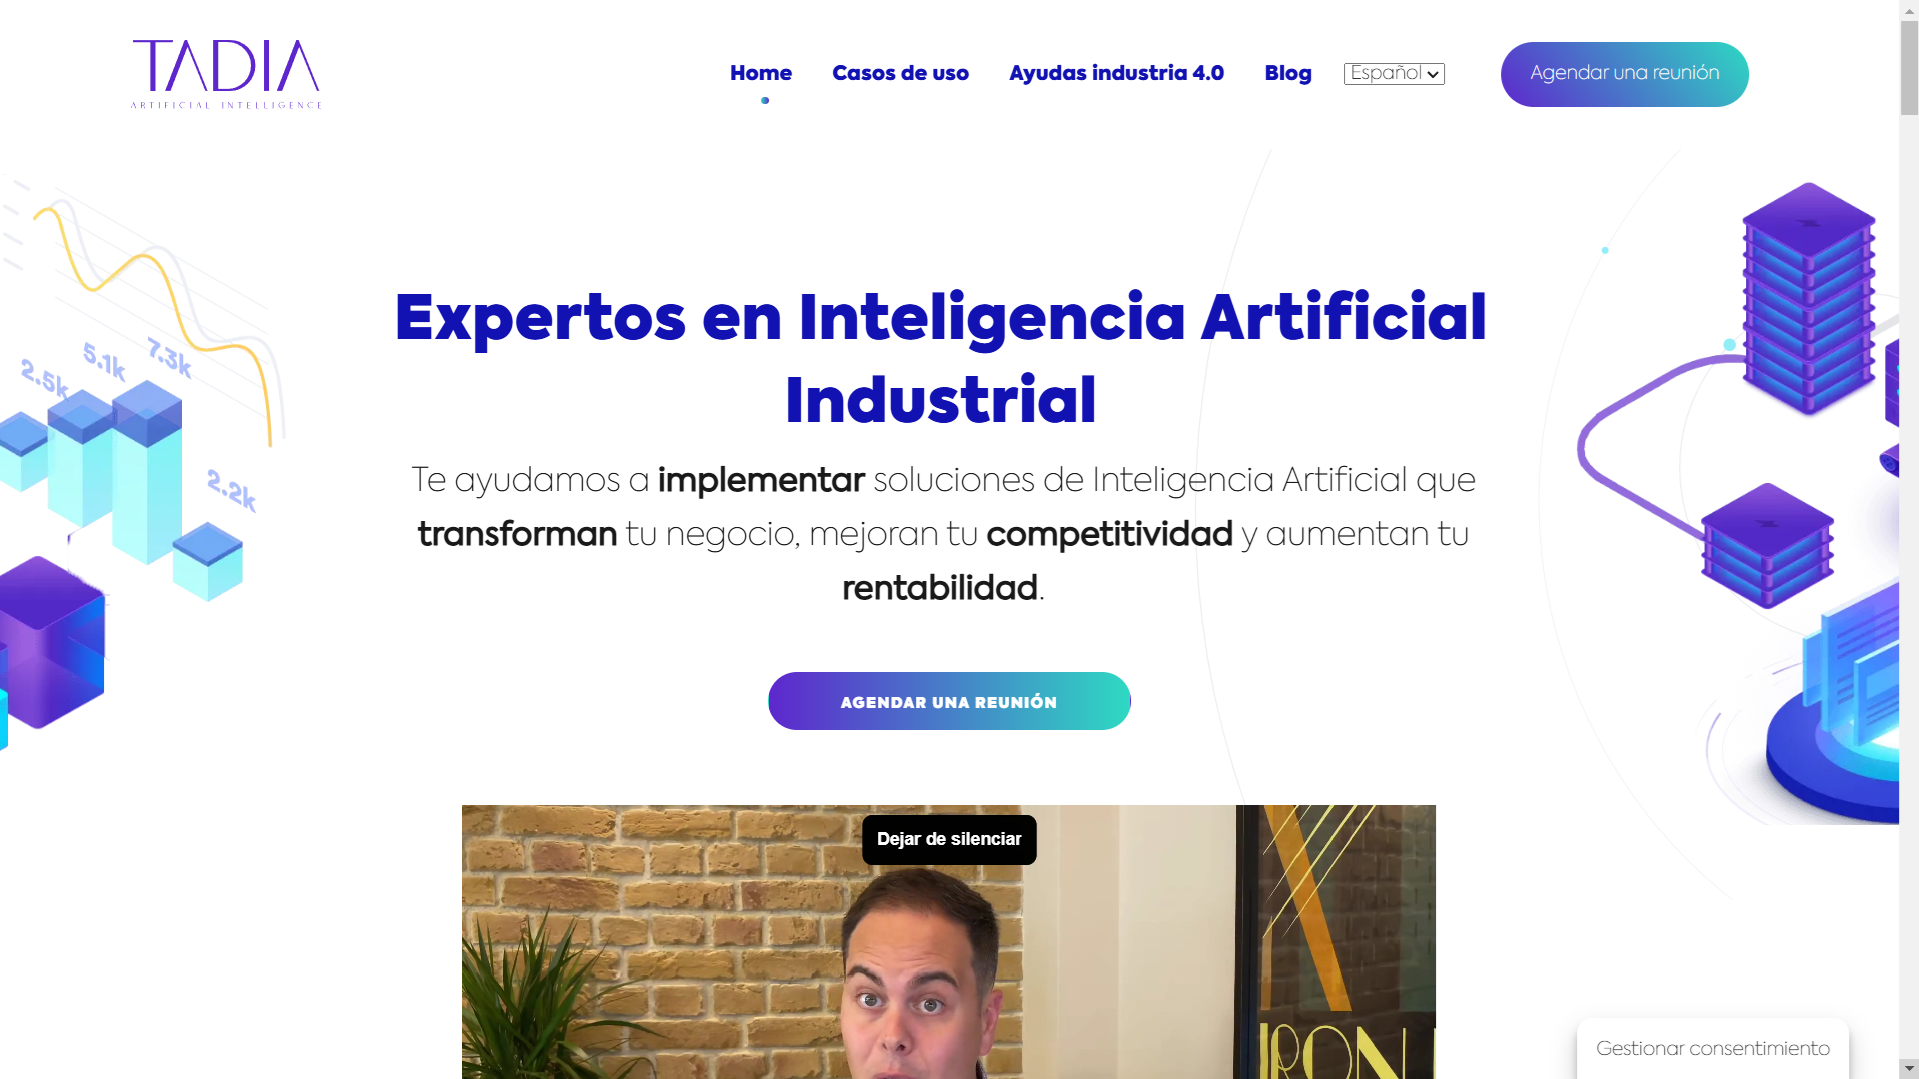 TADIA
ARTIFICIAL INTELLIGENCE
Home
Casos de uso
Ayudas industria 4.0
Blog
Español
Agendar una reunión
7.3k
5.1k
2.5k
2.2k
Expertos en Inteligencia Artificial
Industrial
Te ayudamos a implementar soluciones de Inteligencia Artificial que
transforman tu negocio, mejoran tu competitividad y aumentan tu
rentabilidad.
AGENDAR UNA REUNIÓN
Dejar de silenciar
IRON
Gestionar consentimiento